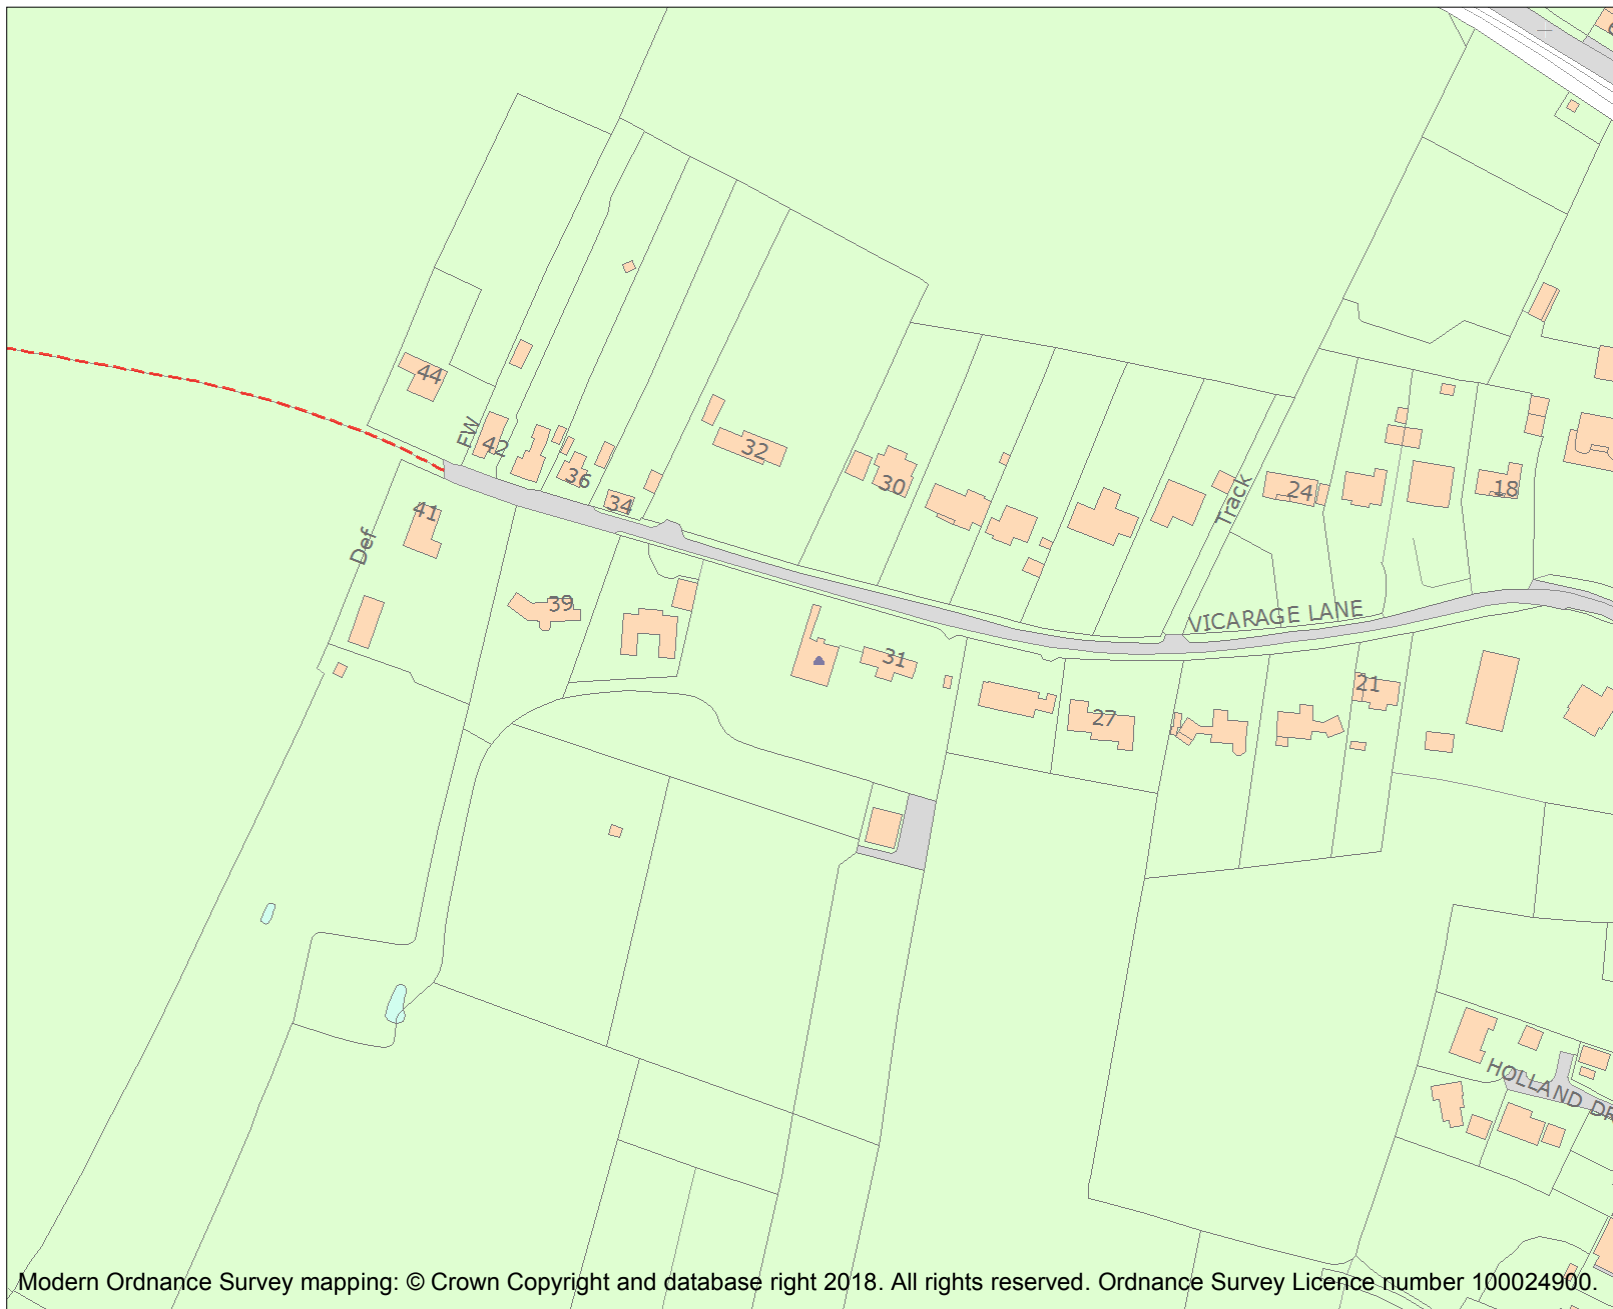 44
FW
42
36
34
32
30
Track
24
18
41
Def
39
31
VICARAGE LANE
27
21
HOLLAND DR
Modern Ordnance Survey mapping: © Crown Copyright and database right 2018. All rights reserved. Ordnance Survey Licence number 100024900.